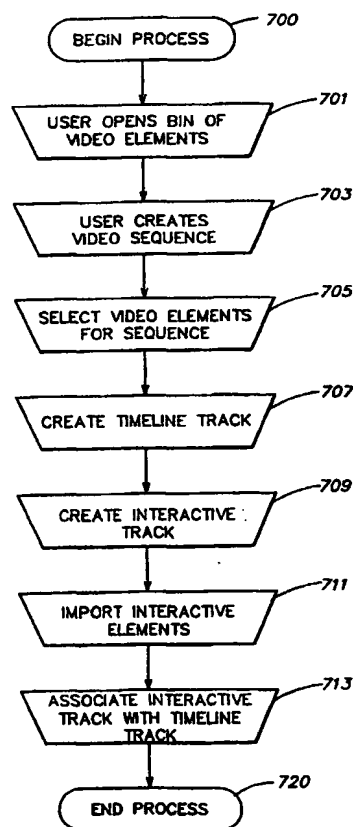 BEGIN PROCESS
700
USER OPENS BIN OF
VIDEO ELEMENTS
701
USER CREATES
VIDEO SEQUENCE
703
SELECT VIDEO ELEMENTS
FOR SEQUENCE
705
CREATE TIMELINE TRACK
707
CREATE INTERACTIVE
TRACK
709
IMPORT INTERACTIVE
ELEMENTS
711
ASSOCIATE INTERACTIVE
TRACK WITH TIMELINE
TRACK
713
END PROCESS
720